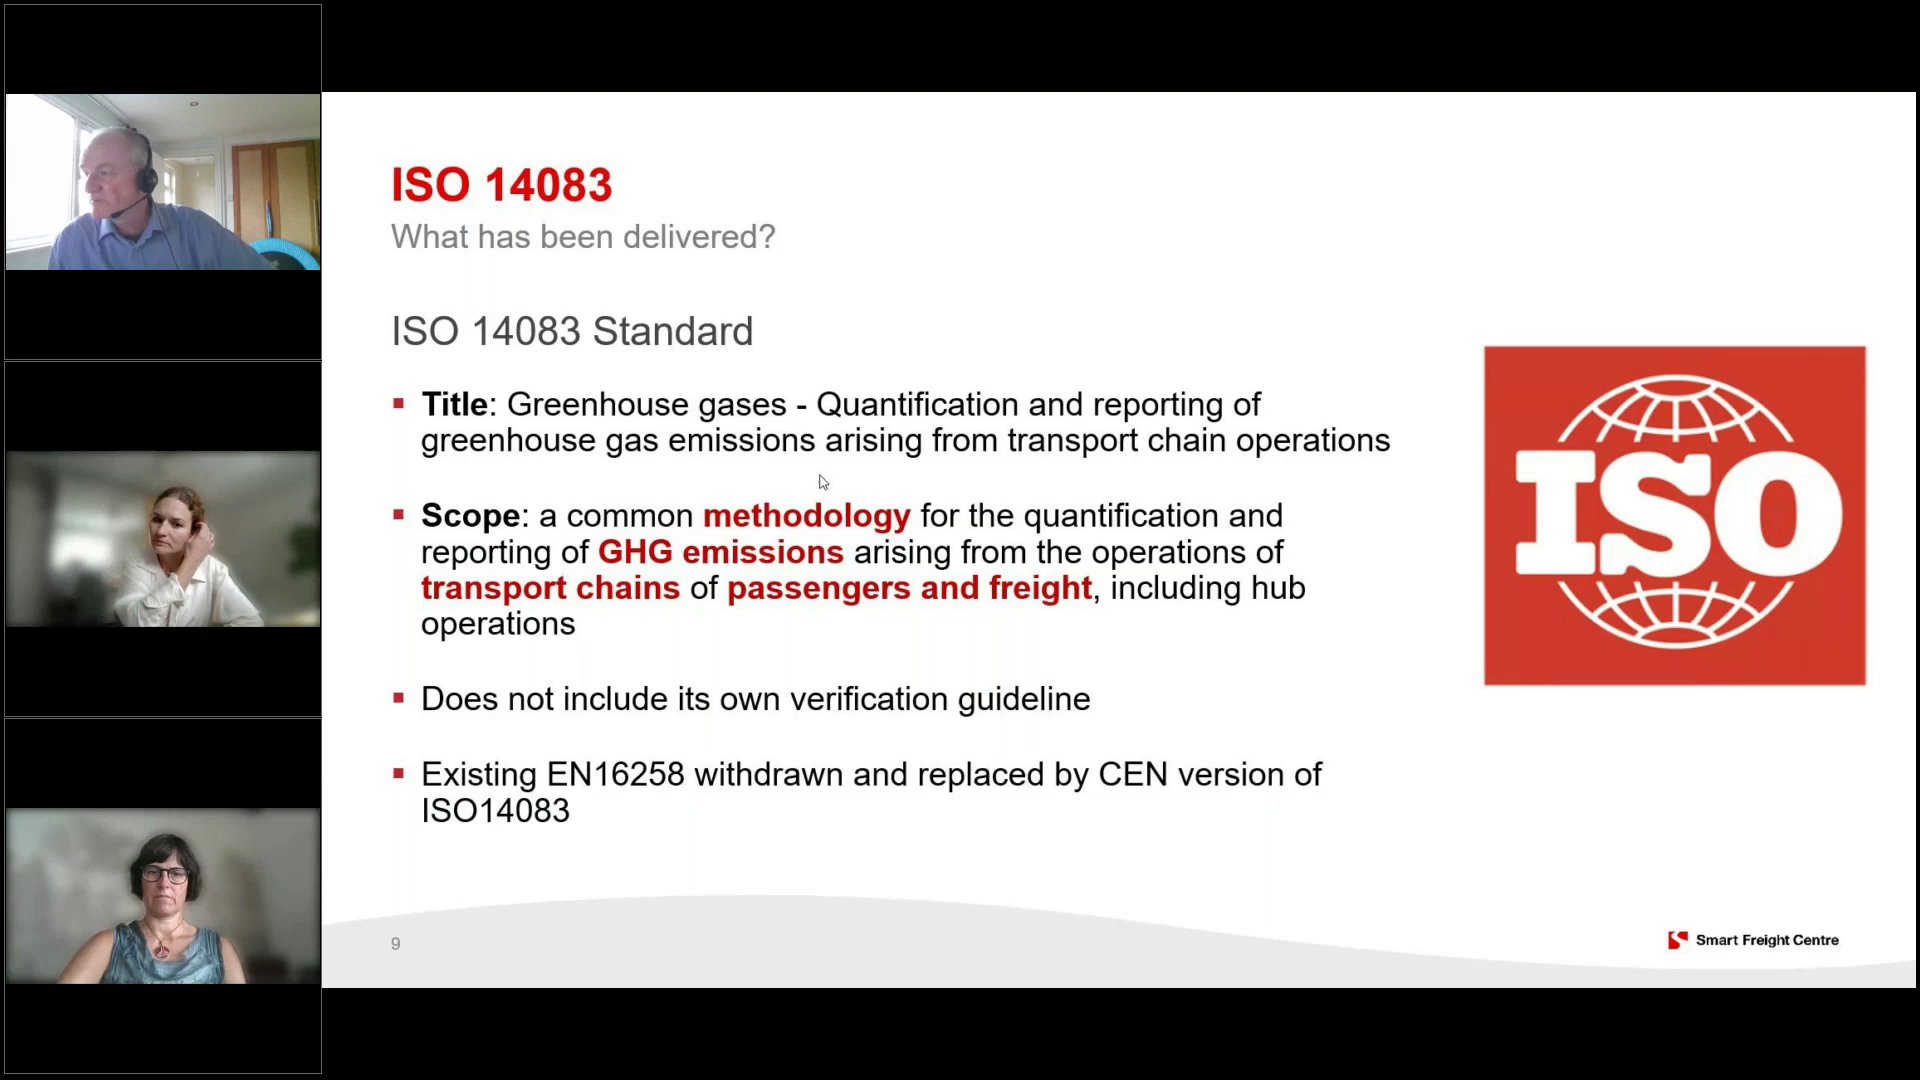 ISO 14083
What has been delivered?
ISO 14083 Standard
▪ Title: Greenhouse gases - Quantification and reporting of
greenhouse gas emissions arising from transport chain operations
▪ Scope: a common methodology for the quantification and
reporting of GHG emissions arising from the operations of
transport chains of passengers and freight, including hub
operations
▪ Does not include its own verification guideline
▪ Existing EN16258 withdrawn and replaced by CEN version of
ISO14083
ISO
9
Smart Freight Centre